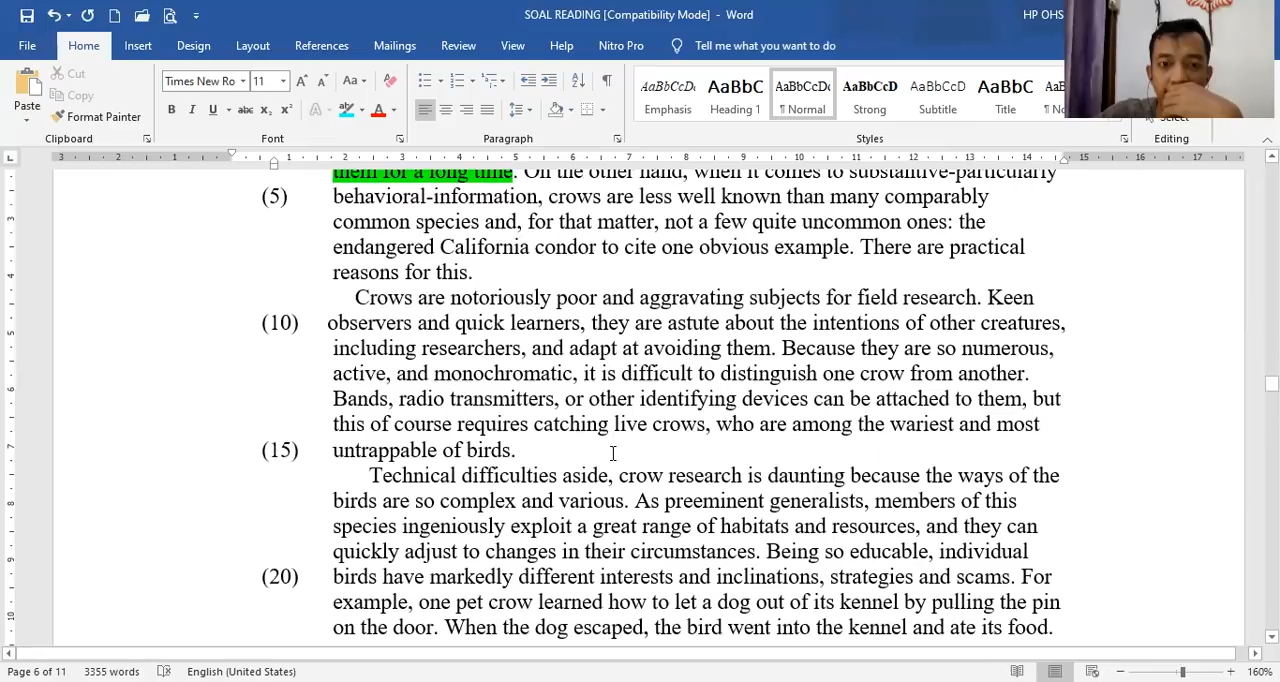 SOAL READING [Compatibility Mode] - Word
HP OHS
File Home Insert Design Layout References Mailings Review View Help Nitro Pro Tell me what you want to do
Paste
Cut
Copy
Format Painter
Clipboard
Times New Ro 11
Font
Paragraph
AaBbCcDc AaBbC AaBbCcDc AaBbCcDc AaBbCcD AaBbCc
Emphasis Heading 1 ¶ Normal Strong Subtitle Title
Styles
Editing
them for a long time. On the other hand, when it comes to substantive-particularly
(5) behavioral-information, crows are less well known than many comparably
common species and, for that matter, not a few quite uncommon ones: the
endangered California condor to cite one obvious example. There are practical
reasons for this.
Crows are notoriously poor and aggravating subjects for field research. Keen
(10) observers and quick learners, they are astute about the intentions of other creatures,
including researchers, and adapt at avoiding them. Because they are so numerous,
active, and monochromatic, it is difficult to distinguish one crow from another.
Bands, radio transmitters, or other identifying devices can be attached to them, but
this of course requires catching live crows, who are among the wariest and most
(15) untrappable of birds.
Technical difficulties aside, crow research is daunting because the ways of the
birds are so complex and various. As preeminent generalists, members of this
species ingeniously exploit a great range of habitats and resources, and they can
quickly adjust to changes in their circumstances. Being so educable, individual
(20) birds have markedly different interests and inclinations, strategies and scams. For
example, one pet crow learned how to let a dog out of its kennel by pulling the pin
on the door. When the dog escaped, the bird went into the kennel and ate its food.
Page 6 of 11 3355 words English (United States) 160%